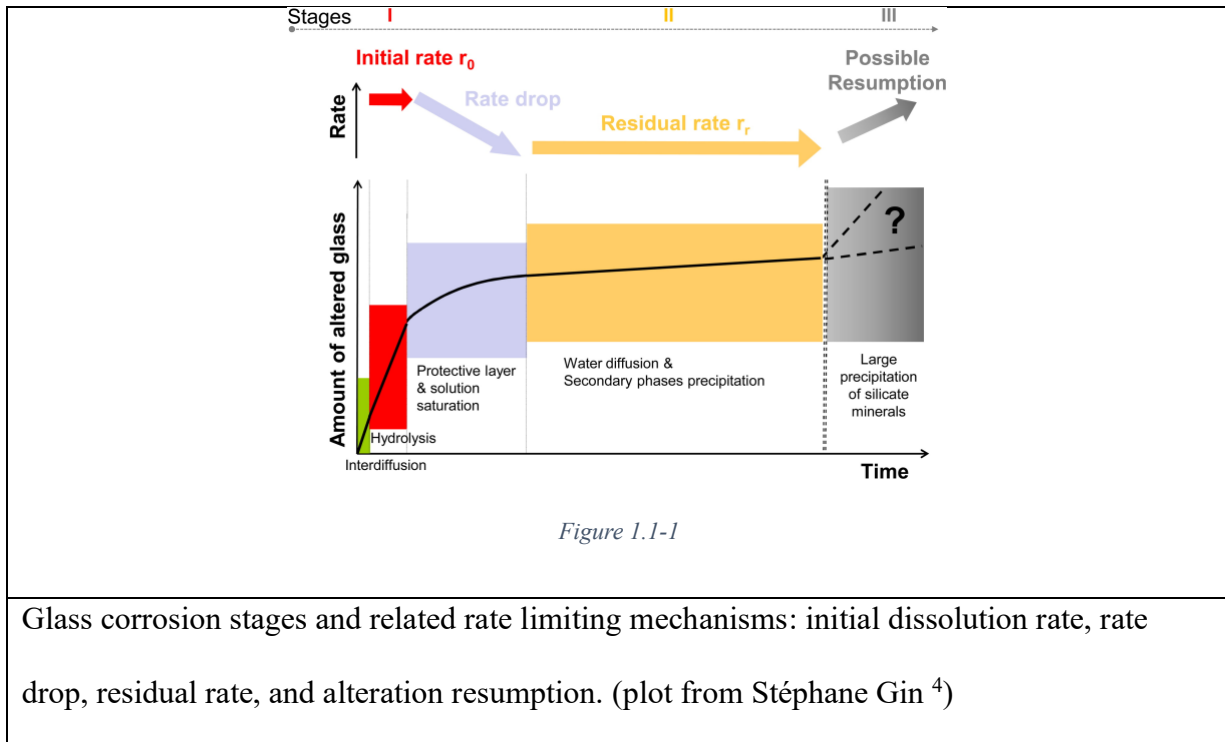 Stages I II III
Initial rate r₀
Possible
Resumption
Rate drop
Residual rate rᵣ
Rate
Amount of altered glass
?
Protective layer
& solution
saturation
Water diffusion &
Secondary phases precipitation
Large
precipitation
of silicate
minerals
Hydrolysis
Interdiffusion
Time
Figure 1.1-1
Glass corrosion stages and related rate limiting mechanisms: initial dissolution rate, rate
drop, residual rate, and alteration resumption. (plot from Stéphane Gin ⁴)